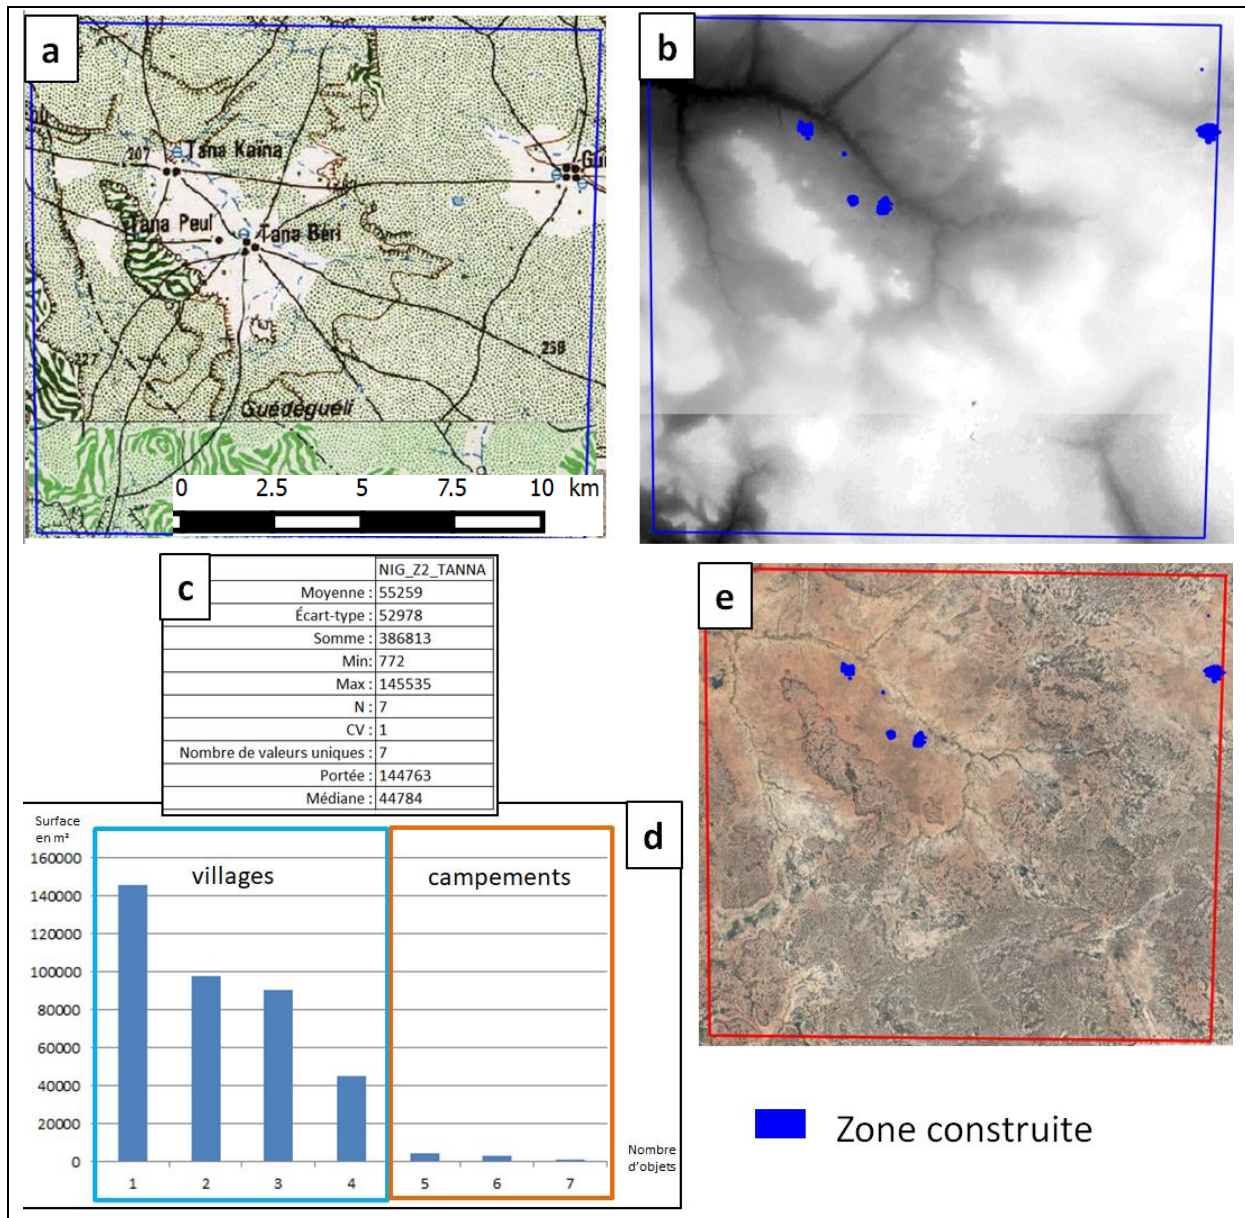 a
b
207
Tana Kaïna
Gui
Tana Peul
Tana Béri
227
258
Guédéguéli
0 2.5 5 7.5 10 km
c
NIG_Z2_TANNA
Moyenne : 55259
Écart-type : 52978
Somme : 386813
Min: 772
Max : 145535
N : 7
CV : 1
Nombre de valeurs uniques : 7
Portée : 144763
Médiane : 44784
e
d
Surface
en m²
villages
campements
160000
140000
120000
100000
80000
60000
40000
20000
0
1 2 3 4 5 6 7
Nombre
d'objets
Zone construite